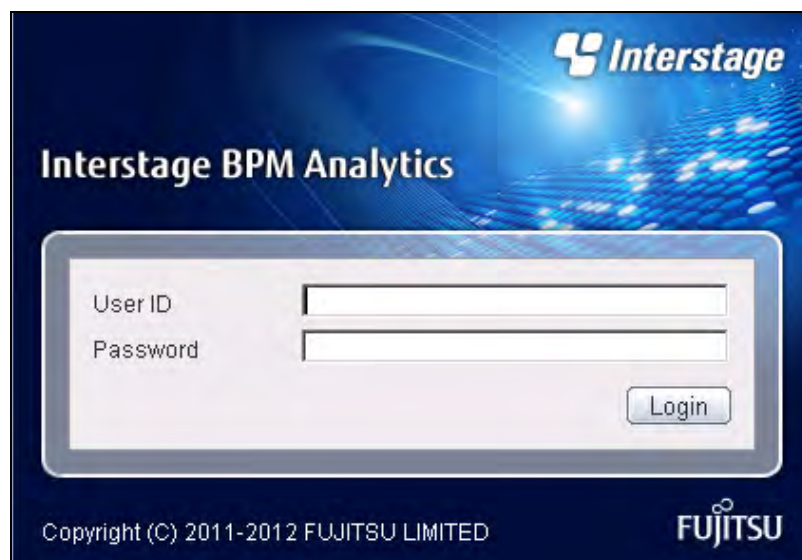 Interstage
Interstage BPM Analytics
User ID
Password
Login
Copyright (C) 2011-2012 FUJITSU LIMITED
FUJITSU